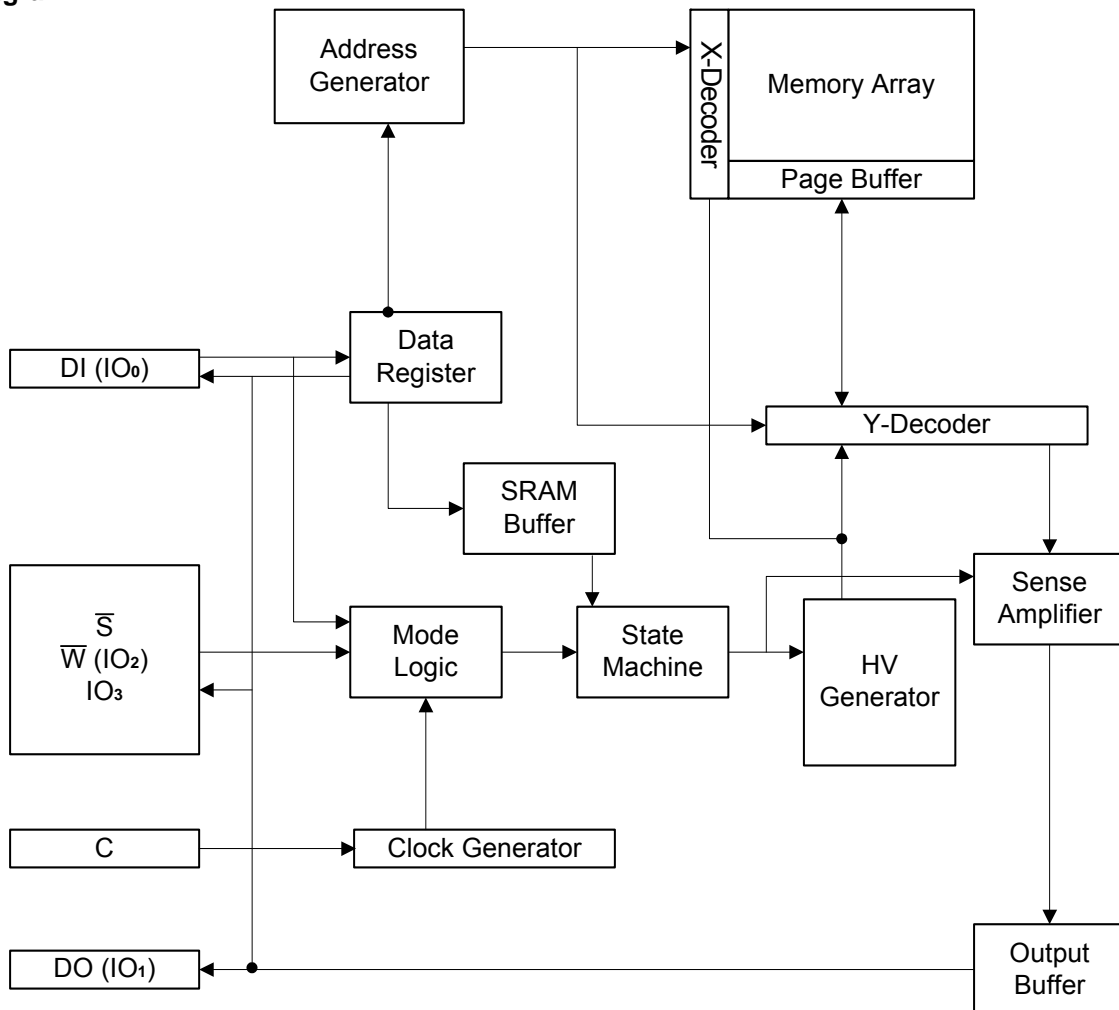 Address
Generator
X-Decoder
Memory Array
Page Buffer
Data
Register
DI (IO₀)
Y-Decoder
SRAM
Buffer
S̅
W̅ (IO₂)
IO₃
Mode
Logic
State
Machine
HV
Generator
Sense
Amplifier
C
Clock Generator
DO (IO₁)
Output
Buffer